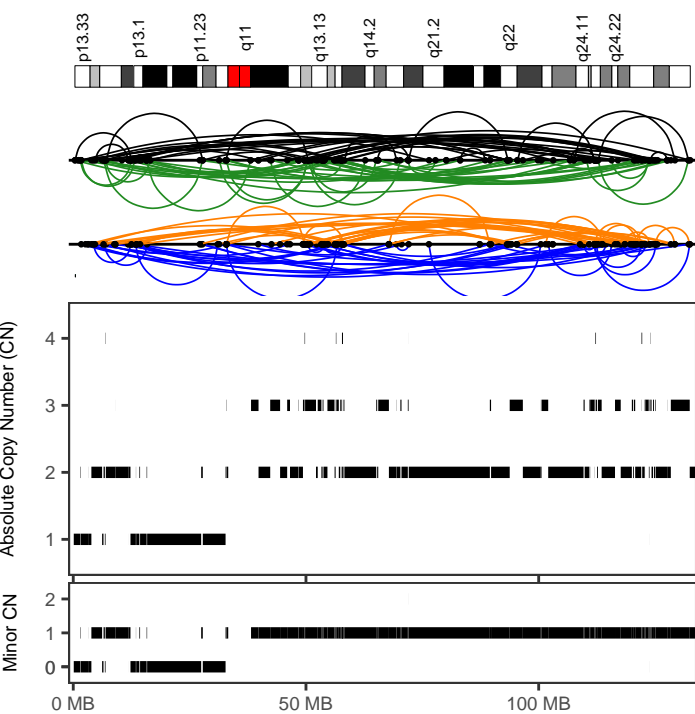 p13.33 p13.1 p11.23 q11 q13.13 q14.2 q21.2 q22 q24.11 q24.22
Absolute Copy Number (CN)
4
3
2
1
Minor CN
2
1
0
0 MB 50 MB 100 MB